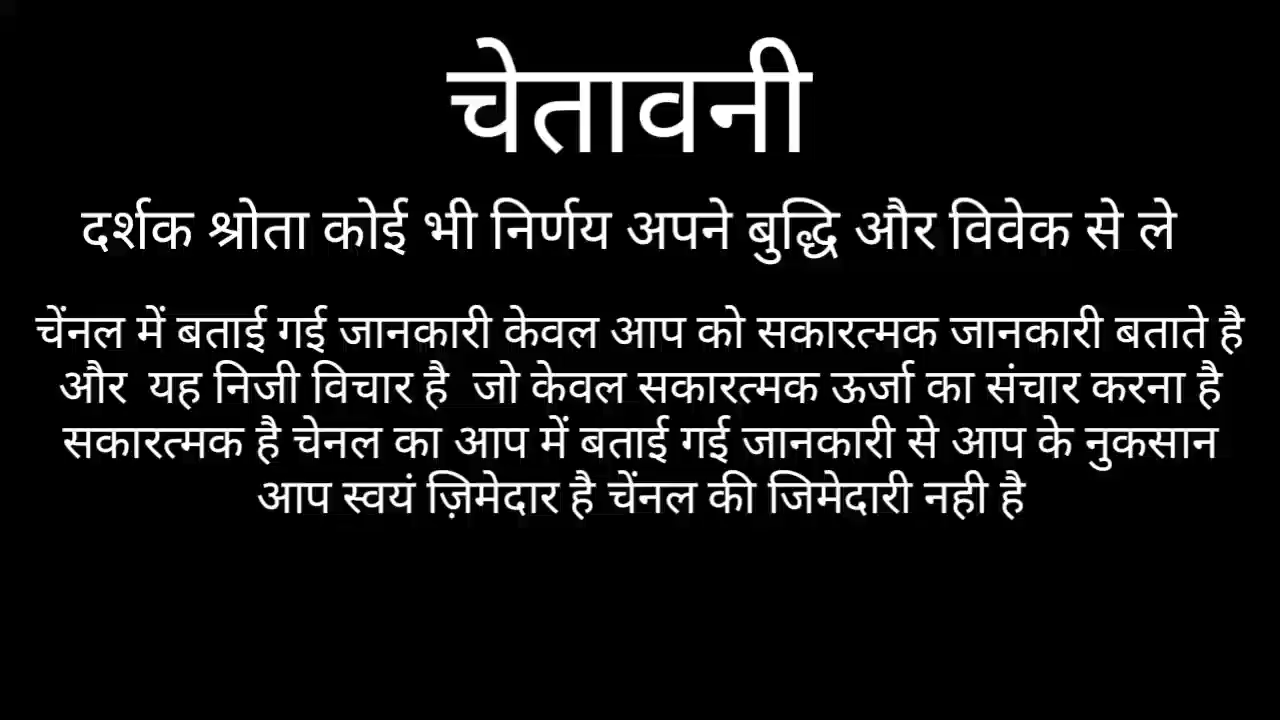 चेतावनी
दर्शक श्रोता कोई भी निर्णय अपने बुद्धि और विवेक से ले
चेंनल में बताई गई जानकारी केवल आप को सकारत्मक जानकारी बताते है
और यह निजी विचार है जो केवल सकारत्मक ऊर्जा का संचार करना है
सकारत्मक है चेनल का आप में बताई गई जानकारी से आप के नुकसान
आप स्वयं ज़िमेदार है चेंनल की जिमेदारी नही है